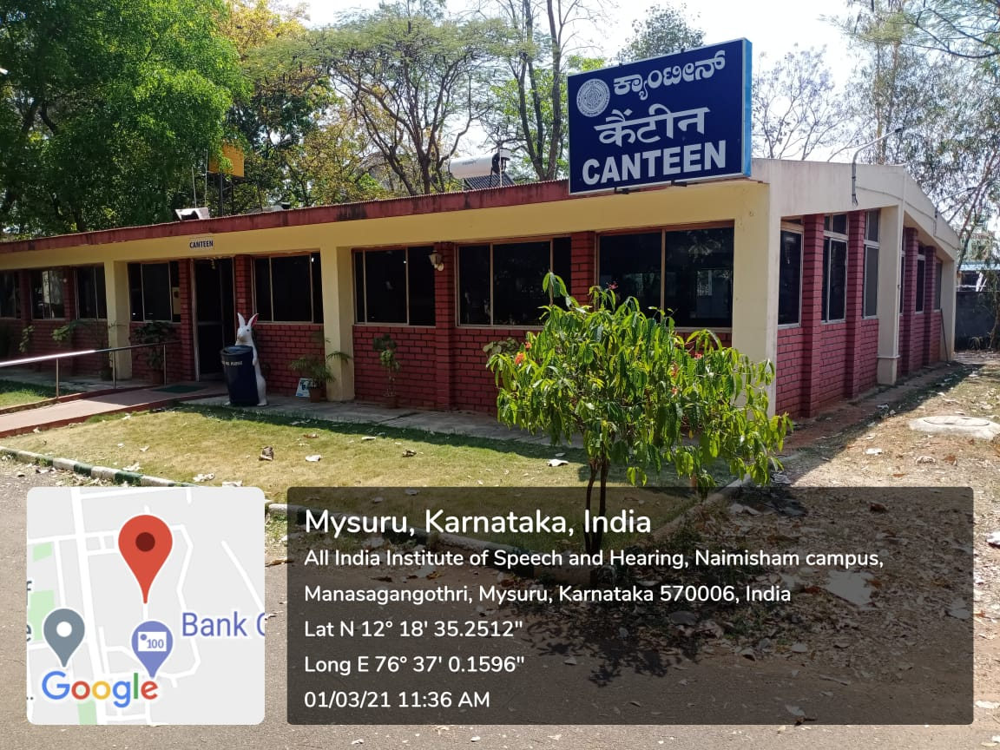 ಕ್ಯಾಂಟೀನ್
कैंटीन
CANTEEN
CANTEEN
Mysuru, Karnataka, India
All India Institute of Speech and Hearing, Naimisham campus,
Manasagangothri, Mysuru, Karnataka 570006, India
Lat N 12° 18' 35.2512"
Long E 76° 37' 0.1596"
01/03/21 11:36 AM
Bank
100
Google